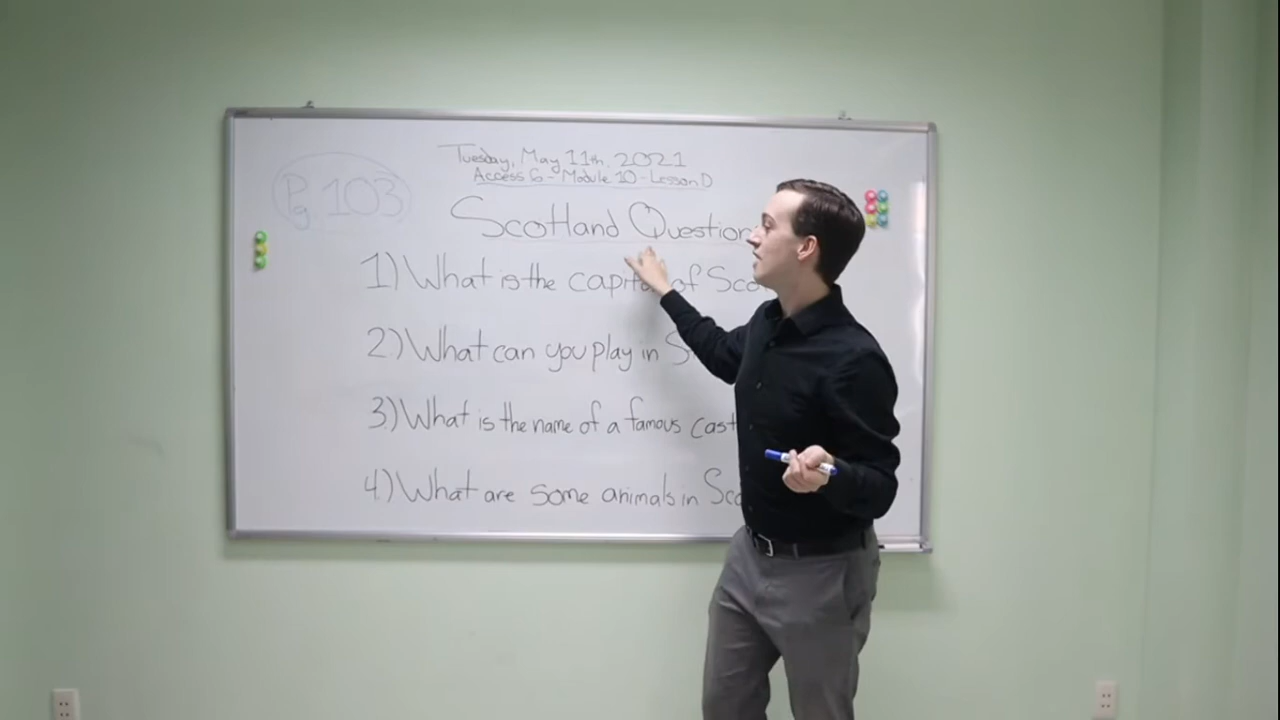 Tuesday, May 11th, 2021
Access 6 - Module 10 - Lesson D
Pg. 103
Scotland Question
1) What is the capital of Sco
2.) What can you play in S
3.) What is the name of a famous cast
4.) What are some animals in Sco